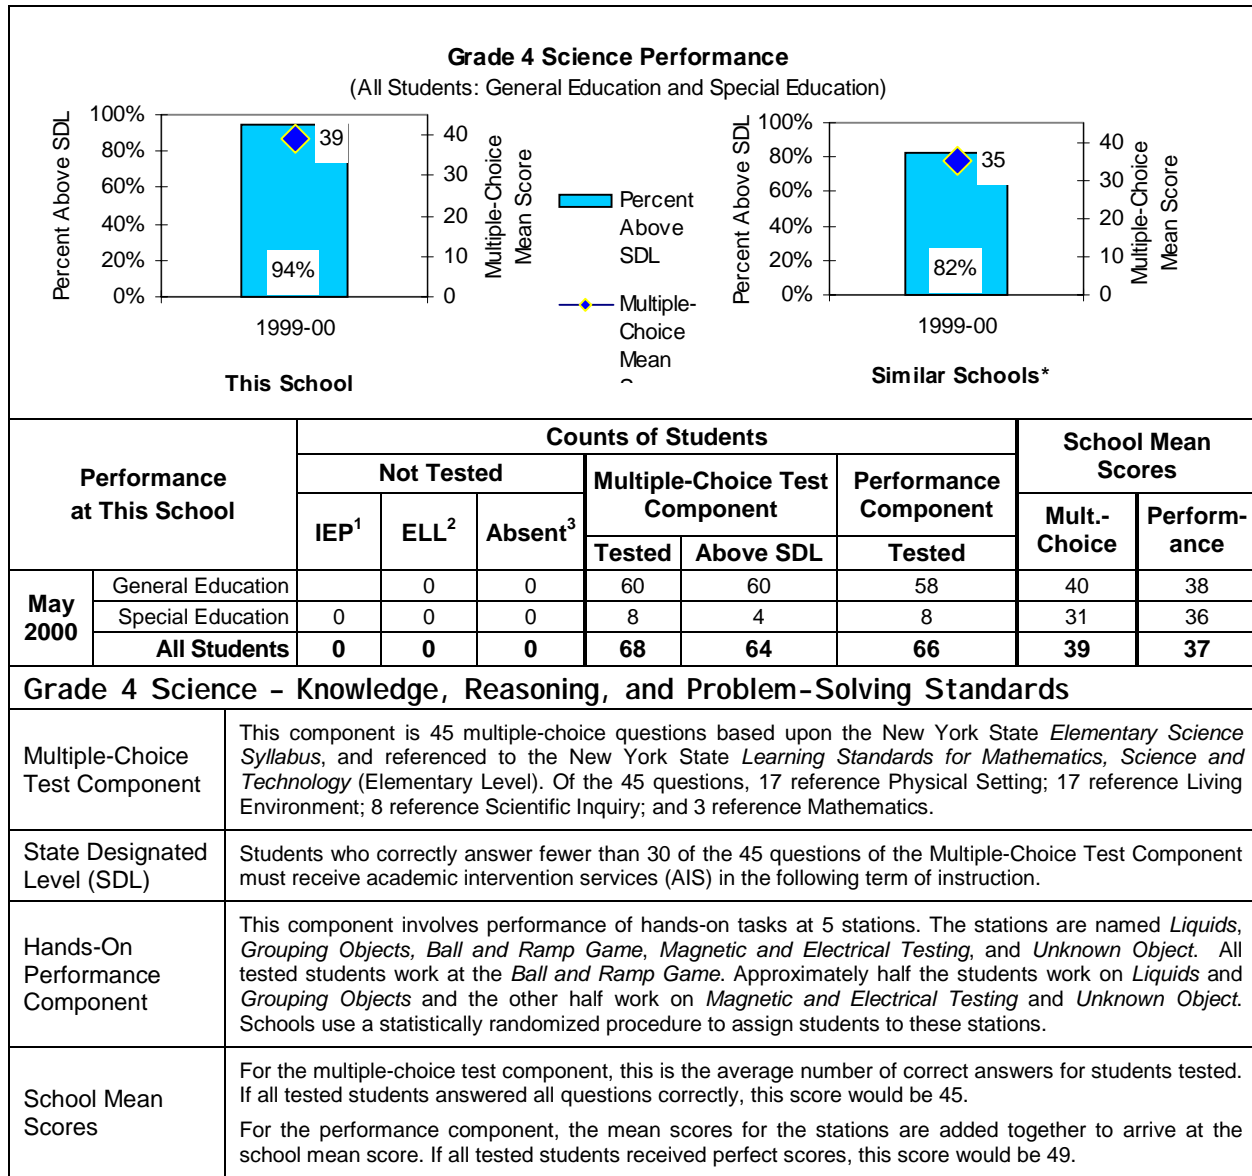 Grade 4 Science Performance
(All Students: General Education and Special Education)
Percent Above SDL
100%
80%
60%
40%
20%
0%
39
94%
40
30
20
10
0
Multiple-Choice
Mean Score
1999-00
This School
Percent
Above
SDL
Multiple-
Choice
Mean
Percent Above SDL
100%
80%
60%
40%
20%
0%
35
82%
40
30
20
10
0
Multiple-Choice
Mean Score
1999-00
Similar Schools*
Performance
at This School
Counts of Students
School Mean
Scores
Not Tested
Multiple-Choice Test
Component
Performance
Component
IEP1 ELL2 Absent3
Tested Above SDL Tested
Mult.-
Choice
Perform-
ance
May
2000
General Education 0 0 60 60 58 40 38
Special Education 0 0 0 8 4 8 31 36
All Students 0 0 0 68 64 66 39 37
Grade 4 Science – Knowledge, Reasoning, and Problem-Solving Standards
Multiple-Choice
Test Component
This component is 45 multiple-choice questions based upon the New York State Elementary Science
Syllabus, and referenced to the New York State Learning Standards for Mathematics, Science and
Technology (Elementary Level). Of the 45 questions, 17 reference Physical Setting; 17 reference Living
Environment; 8 reference Scientific Inquiry; and 3 reference Mathematics.
State Designated
Level (SDL)
Students who correctly answer fewer than 30 of the 45 questions of the Multiple-Choice Test Component
must receive academic intervention services (AIS) in the following term of instruction.
Hands-On
Performance
Component
This component involves performance of hands-on tasks at 5 stations. The stations are named Liquids,
Grouping Objects, Ball and Ramp Game, Magnetic and Electrical Testing, and Unknown Object. All
tested students work at the Ball and Ramp Game. Approximately half the students work on Liquids and
Grouping Objects and the other half work on Magnetic and Electrical Testing and Unknown Object.
Schools use a statistically randomized procedure to assign students to these stations.
School Mean
Scores
For the multiple-choice test component, this is the average number of correct answers for students tested.
If all tested students answered all questions correctly, this score would be 45.
For the performance component, the mean scores for the stations are added together to arrive at the
school mean score. If all tested students received perfect scores, this score would be 49.